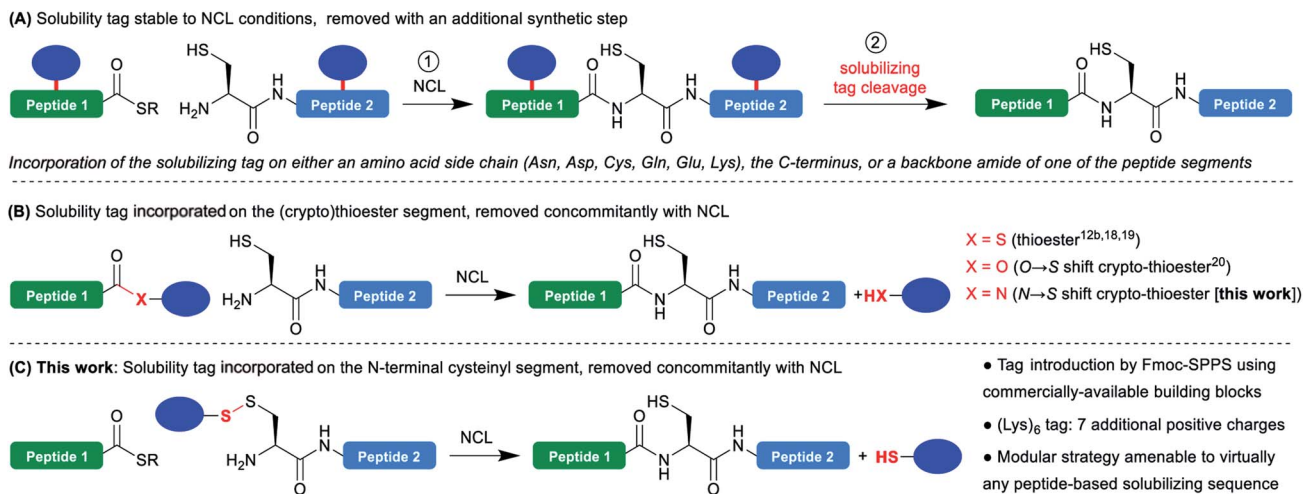 (A) Solubility tag stable to NCL conditions, removed with an additional synthetic step
Peptide 1
O
SR
HS
H2N
O
H
N
Peptide 2
①
NCL
Peptide 1
O
N
H
HS
O
H
N
Peptide 2
②
solubilizing
tag cleavage
Peptide 1
O
N
H
HS
O
H
N
Peptide 2
Incorporation of the solubilizing tag on either an amino acid side chain (Asn, Asp, Cys, Gln, Glu, Lys), the C-terminus, or a backbone amide of one of the peptide segments
(B) Solubility tag incorporated on the (crypto)thioester segment, removed concommitantly with NCL
Peptide 1
O
X
HS
H2N
O
H
N
Peptide 2
NCL
Peptide 1
O
N
H
HS
O
H
N
Peptide 2
+HX
X = S (thioester12b,18,19)
X = O (O→S shift crypto-thioester20)
X = N (N→S shift crypto-thioester [this work])
(C) This work: Solubility tag incorporated on the N-terminal cysteinyl segment, removed concommitantly with NCL
Peptide 1
O
SR
S
S
H2N
O
H
N
Peptide 2
NCL
Peptide 1
O
N
H
HS
O
H
N
Peptide 2
+ HS
● Tag introduction by Fmoc-SPPS using
commercially-available building blocks
● (Lys)6 tag: 7 additional positive charges
● Modular strategy amenable to virtually
any peptide-based solubilizing sequence